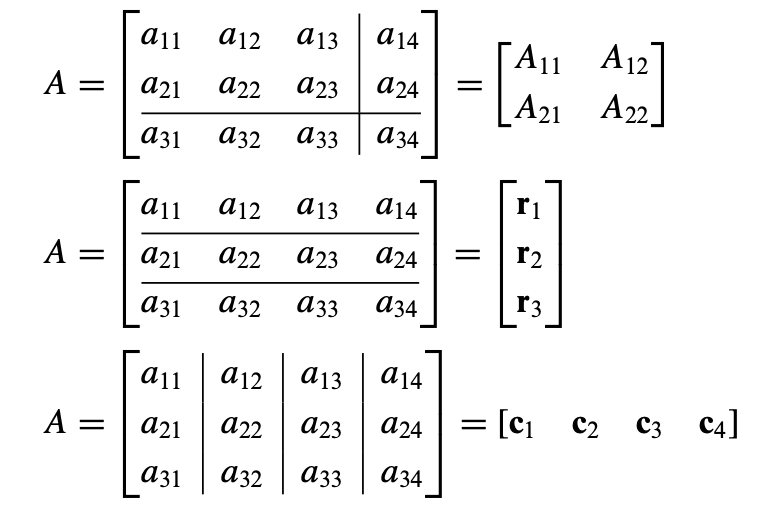 a₁₁ a₁₂ a₁₃ | a₁₄
A = [ a₂₁ a₂₂ a₂₃ | a₂₄ ] = [ A₁₁ A₁₂
A₂₁ A₂₂ ]
a₃₁ a₃₂ a₃₃ | a₃₄
a₁₁ a₁₂ a₁₃ a₁₄ r₁
A = [ a₂₁ a₂₂ a₂₃ a₂₄ ] = [ r₂ ]
a₃₁ a₃₂ a₃₃ a₃₄ r₃
a₁₁ | a₁₂ | a₁₃ | a₁₄
A = [ a₂₁ | a₂₂ | a₂₃ | a₂₄ ] = [c₁ c₂ c₃ c₄]
a₃₁ | a₃₂ | a₃₃ | a₃₄